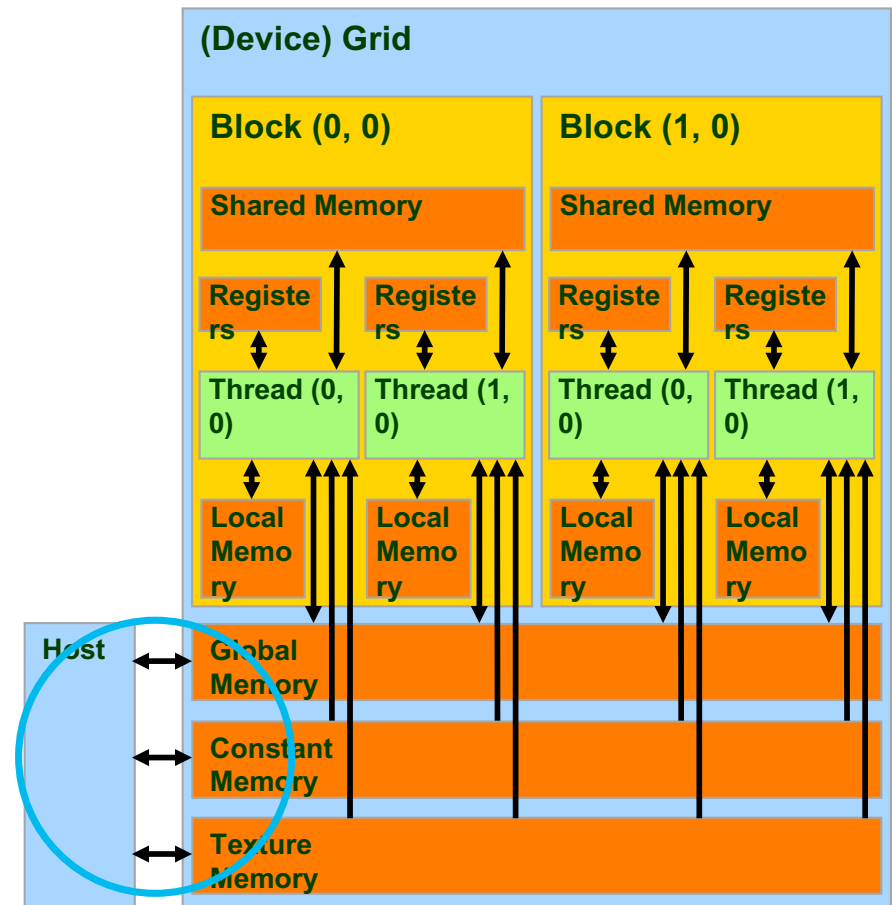 (Device) Grid
Block (0, 0)
Block (1, 0)
Shared Memory
Shared Memory
Registe
rs
Registe
rs
Registe
rs
Registe
rs
Thread (0,
0)
Thread (1,
0)
Thread (0,
0)
Thread (1,
0)
Local
Memo
ry
Local
Memo
ry
Local
Memo
ry
Local
Memo
ry
Host
Global
Memory
Constant
Memory
Texture
Memory